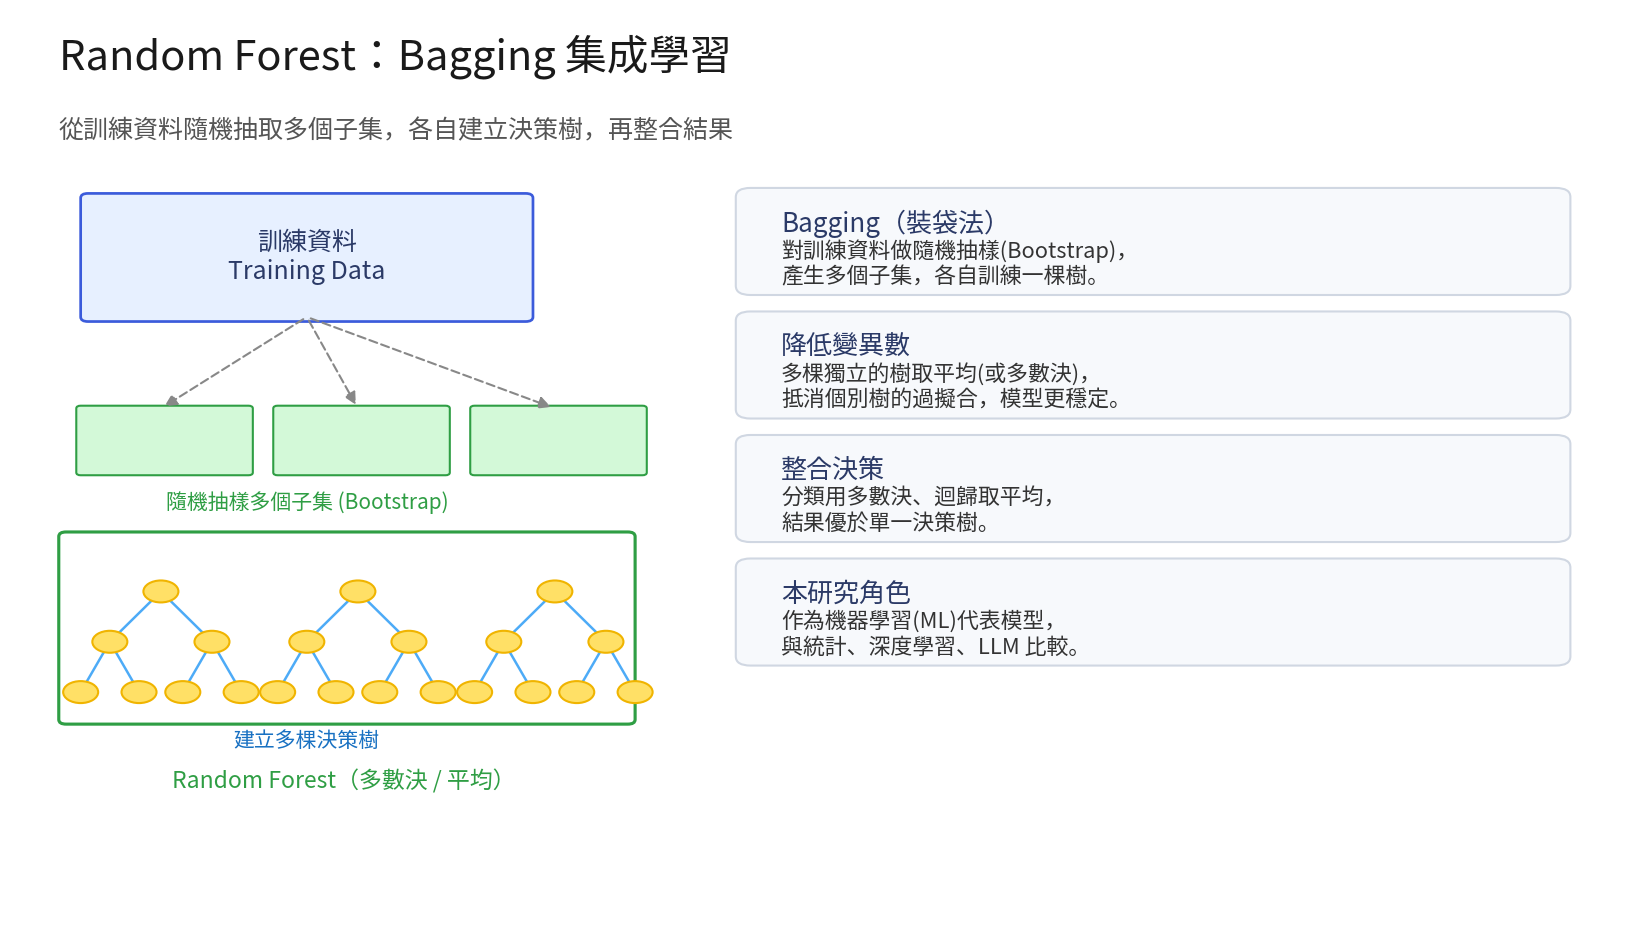 Random Forest：Bagging 集成學習
從訓練資料隨機抽取多個子集，各自建立決策樹，再整合結果
訓練資料
Training Data
隨機抽樣多個子集 (Bootstrap)
建立多棵決策樹
Random Forest（多數決 / 平均）
Bagging（裝袋法）
對訓練資料做隨機抽樣(Bootstrap)，
產生多個子集，各自訓練一棵樹。
降低變異數
多棵獨立的樹取平均(或多數決)，
抵消個別樹的過擬合，模型更穩定。
整合決策
分類用多數決、迴歸取平均，
結果優於單一決策樹。
本研究角色
作為機器學習(ML)代表模型，
與統計、深度學習、LLM 比較。